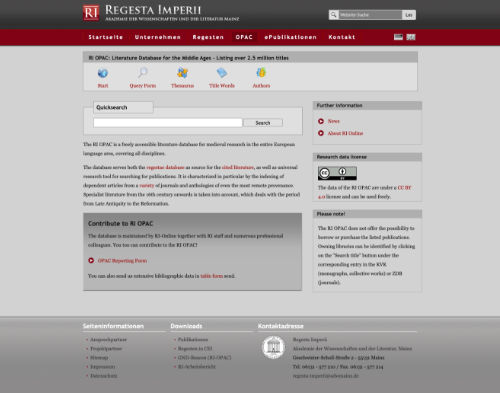 RI REGESTA IMPERII
AKADEMIE DER WISSENSCHAFTEN UND DER LITERATUR MAINZ
Website-Suche
Los
Startseite Unternehmen Regesten OPAC ePublikationen Kontakt
RI OPAC: Literature Database for the Middle Ages - Listing over 2.5 million titles
Start Query Form Thesaurus Title Words Authors
Quicksearch
Search
The RI OPAC is a freely accessible literature database for medieval research in the entire European
language area, covering all disciplines.
The database serves both the regestae database as source for the cited literature, as well as universal
research tool for searching for publications. It is characterized in particular by the indexing of
dependent articles from a variety of journals and anthologies of even the most remote provenance.
Specialist literature from the 16th century onwards is taken into account, which deals with the period
from Late Antiquity to the Reformation.
Contribute to RI OPAC
The database is maintained by RI-Online together with RI staff and numerous professional
colleagues. You too can contribute to the RI OPAC!
OPAC Reporting Form
You can also send us extensive bibliographic data in table form send.
Further Information
News
About RI Online
Research data license
CC BY
The data of the RI OPAC are under a CC BY
4.0 license and can be used freely.
Please note!
The RI OPAC does not offer the possibility to
borrow or purchase the listed publications.
Owning libraries can be identified by clicking
on the "Search title" button under the
corresponding entry in the KVK
(monographs, collective works) or ZDB
(journals).
Seiteninformationen
Ansprechpartner
Projektpartner
Sitemap
Impressum
Datenschutz
Downloads
Publikationen
Regesten in CEI
GND-Beacon (RI-OPAC)
RI-Arbeitsbericht
Kontaktadresse
Regesta Imperii
Akademie der Wissenschaften und der Literatur, Mainz
Geschwister-Scholl-Straße 2 - 55131 Mainz
Tel: 06131 - 577 210 / Fax: 06131 - 577 214
regesta-imperii@adwmainz.de